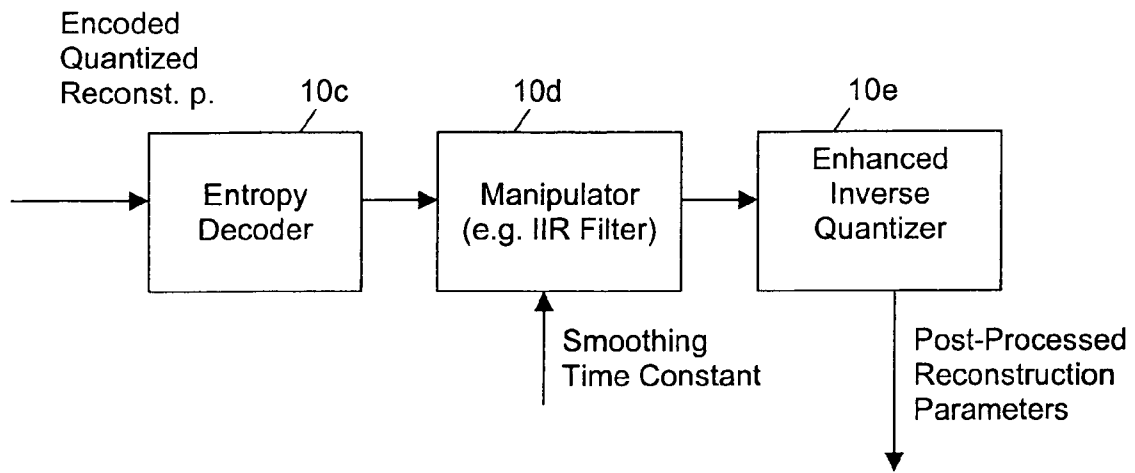 Encoded
Quantized
Reconst. p.
10c
10d
10e
Entropy
Decoder
Manipulator
(e.g. IIR Filter)
Enhanced
Inverse
Quantizer
Smoothing
Time Constant
Post-Processed
Reconstruction
Parameters